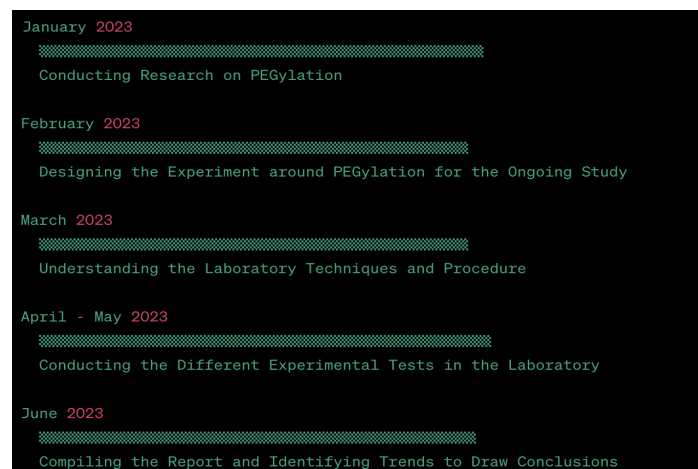 January 2023
Conducting Research on PEGylation
February 2023
Designing the Experiment around PEGylation for the Ongoing Study
March 2023
Understanding the Laboratory Techniques and Procedure
April - May 2023
Conducting the Different Experimental Tests in the Laboratory
June 2023
Compiling the Report and Identifying Trends to Draw Conclusions